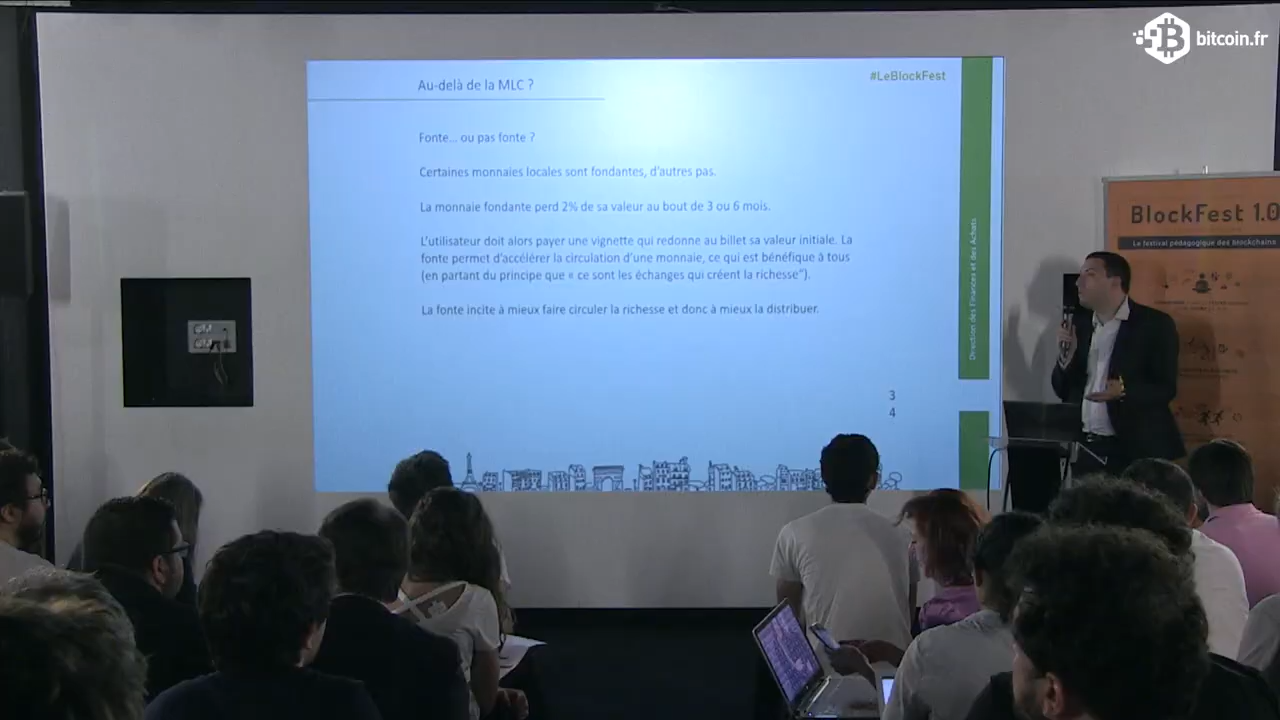 bitcoin.fr
Au-delà de la MLC ?
#LeBlockFest
Fonte... ou pas fonte ?
Certaines monnaies locales sont fondantes, d'autres pas.
La monnaie fondante perd 2% de sa valeur au bout de 3 ou 6 mois.
L'utilisateur doit alors payer une vignette qui redonne au billet sa valeur initiale. La
fonte permet d'accélérer la circulation d'une monnaie, ce qui est bénéfique à tous
(en partant du principe que « ce sont les échanges qui créent la richesse").
La fonte incite à mieux faire circuler la richesse et donc à mieux la distribuer.
3
4
Direction des Finances et des Achats
BlockFest 1.0
Le festival pédagogique des blockchains